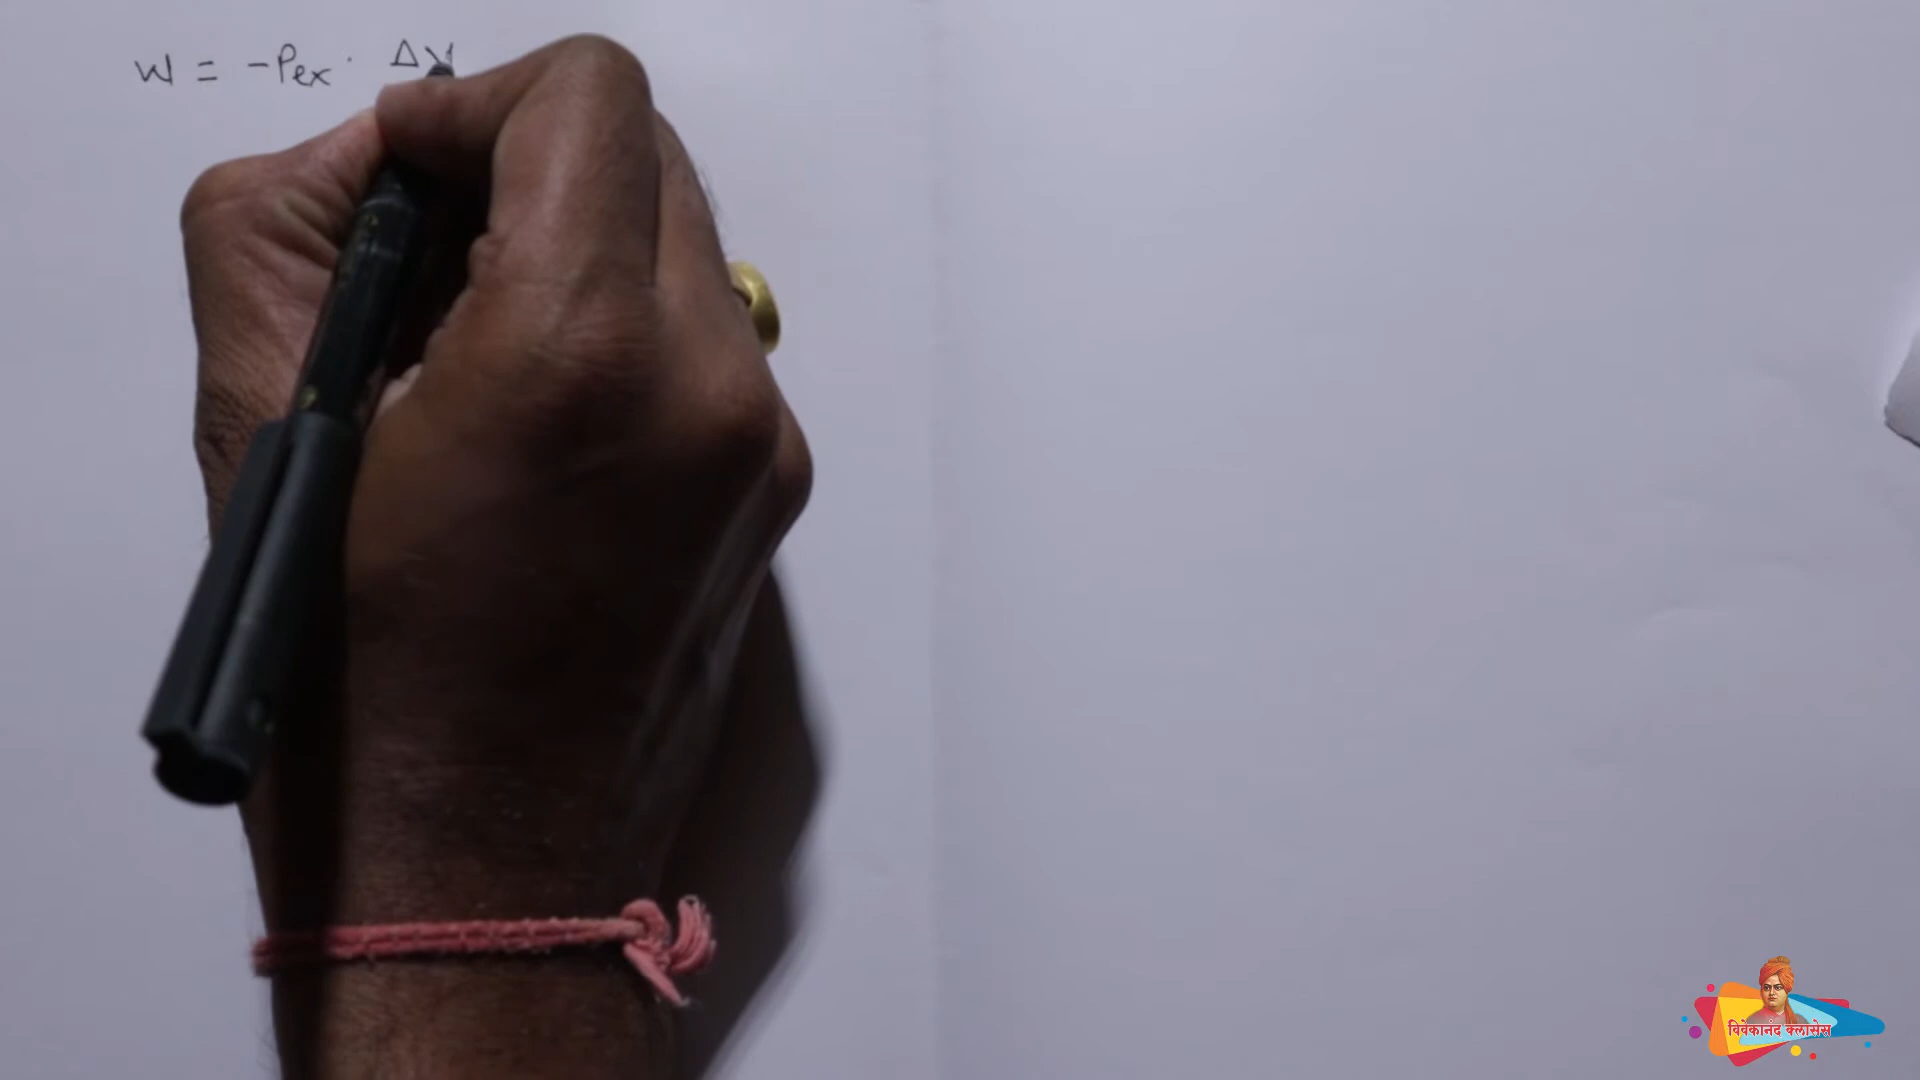 W = -Pex · ΔV
विवेकानंद क्लासेस